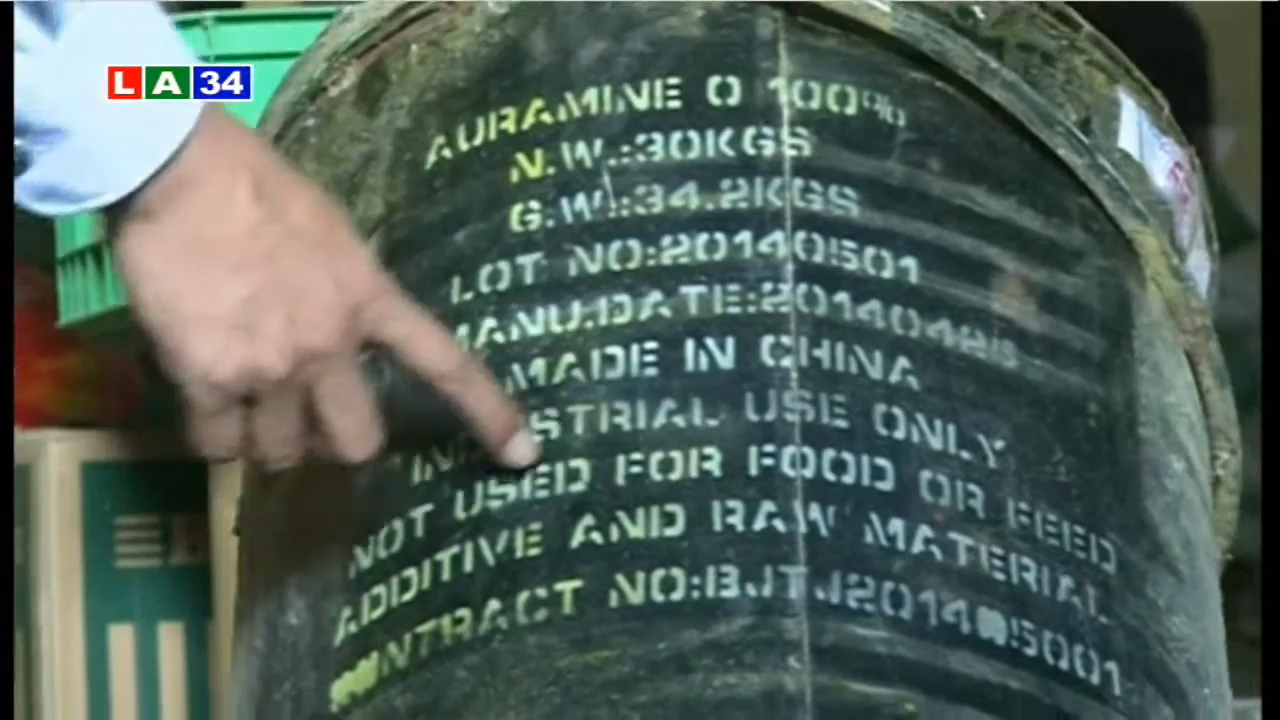 LA34
AURAMINE O 100%
N.W.:30KGS
G.W.:34.2KGS
LOT NO:20140501
MADE IN CHINA
USE ONLY
NOT USED FOR FOOD OR FEED
ADDITIVE AND RAW MATERIAL